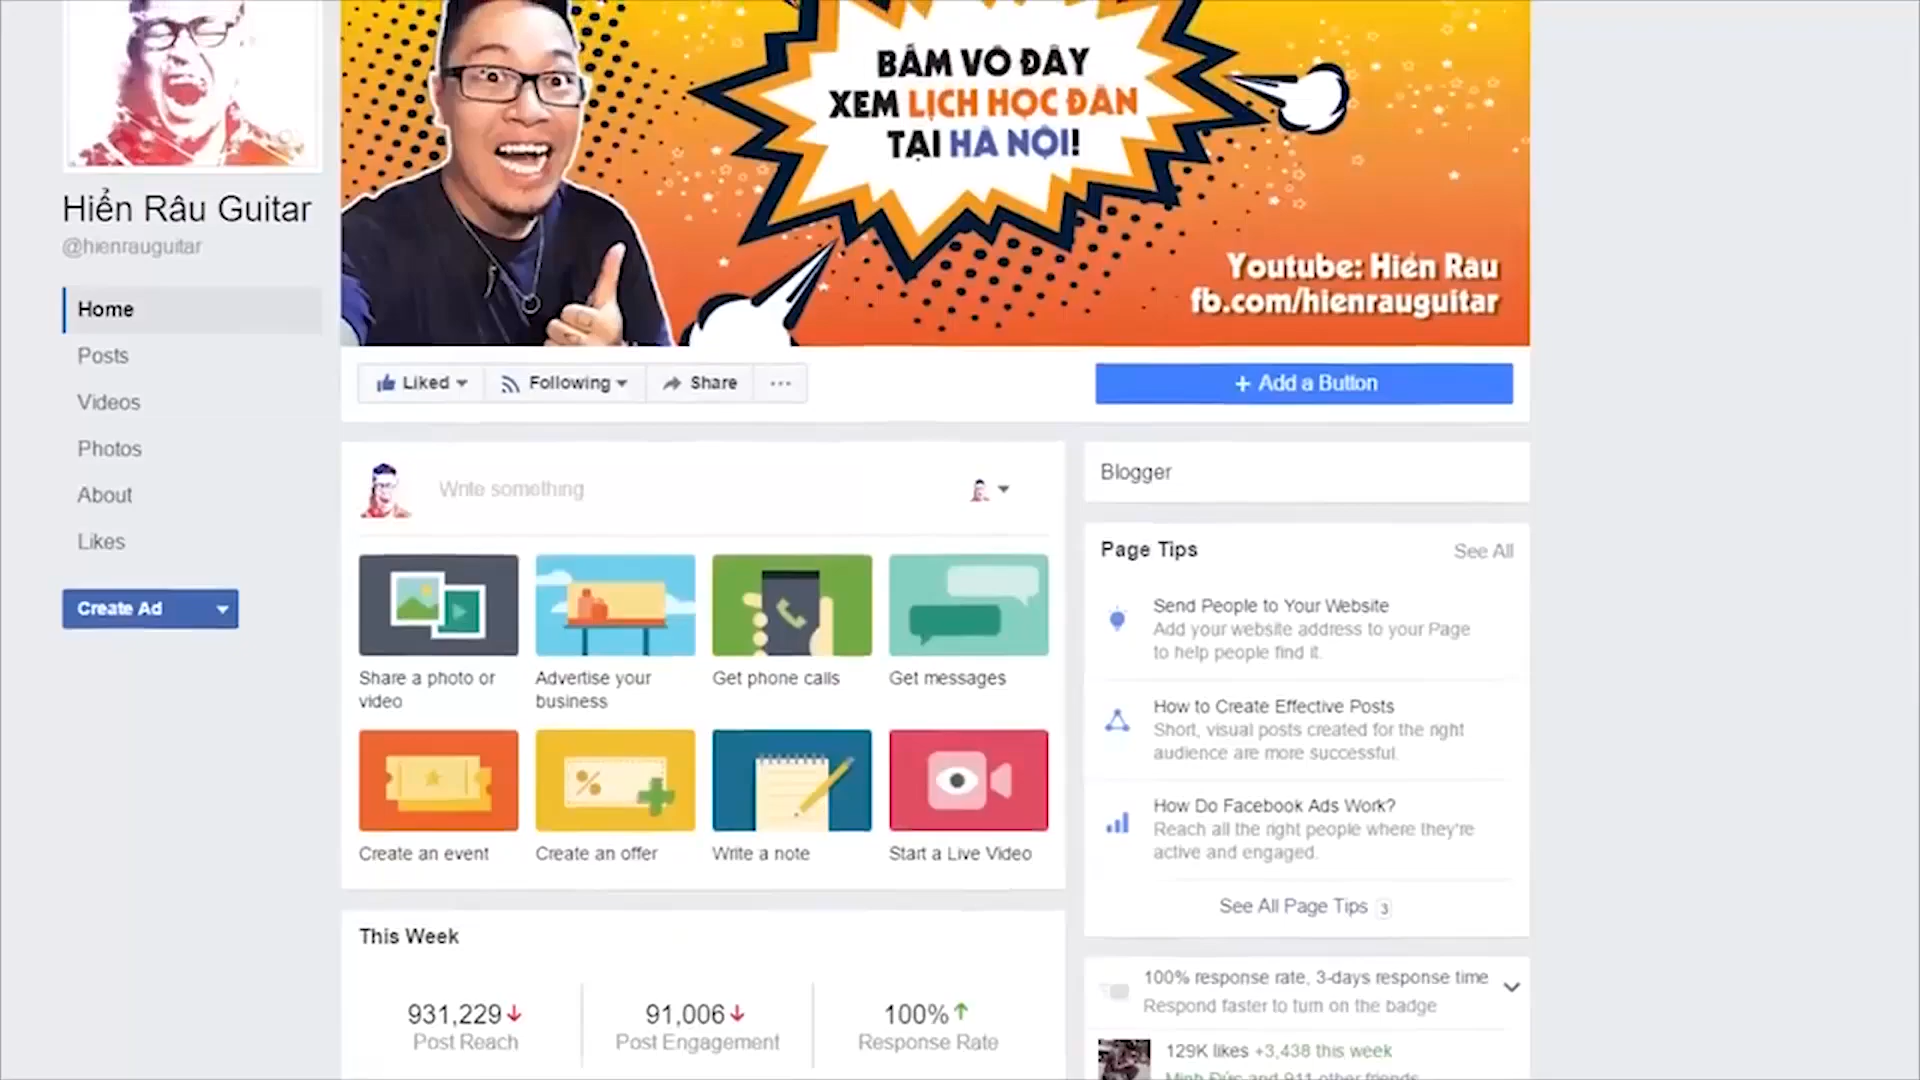 BẤM VÔ ĐÂY
XEM LỊCH HỌC ĐÀN
TẠI HÀ NỘI!
Youtube: Hiển Râu
fb.com/hienrauguitar
Hiển Râu Guitar
@hienrauguitar
Home
Posts
Videos
Photos
About
Likes
Create Ad
Liked
Following
Share
+ Add a Button
Write something
Share a photo or
video
Advertise your
business
Get phone calls
Get messages
Create an event
Create an offer
Write a note
Start a Live Video
This Week
931,229
Post Reach
91,006
Post Engagement
100%
Response Rate
Blogger
Page Tips
See All
Send People to Your Website
Add your website address to your Page
to help people find it.
How to Create Effective Posts
Short, visual posts created for the right
audience are more successful.
How Do Facebook Ads Work?
Reach all the right people where they're
active and engaged.
See All Page Tips 3
100% response rate, 3-days response time
Respond faster to turn on the badge
129K likes +3,438 this week
Minh Đức and 911 other friends